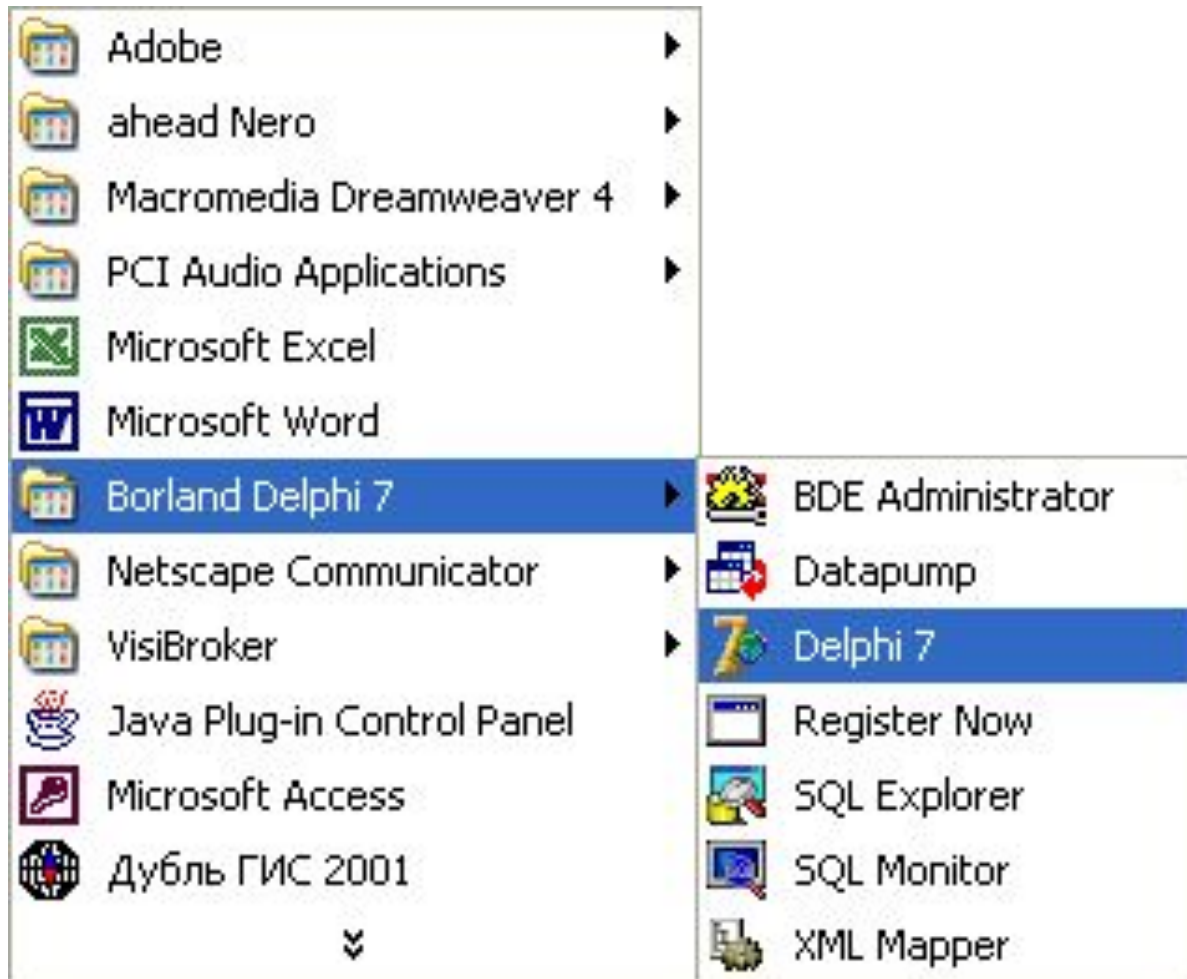 Adobe
ahead Nero
Macromedia Dreamweaver 4
PCI Audio Applications
Microsoft Excel
Microsoft Word
Borland Delphi 7
Netscape Communicator
VisiBroker
Java Plug-in Control Panel
Microsoft Access
Дубль ГИС 2001
BDE Administrator
Datapump
Delphi 7
Register Now
SQL Explorer
SQL Monitor
XML Mapper